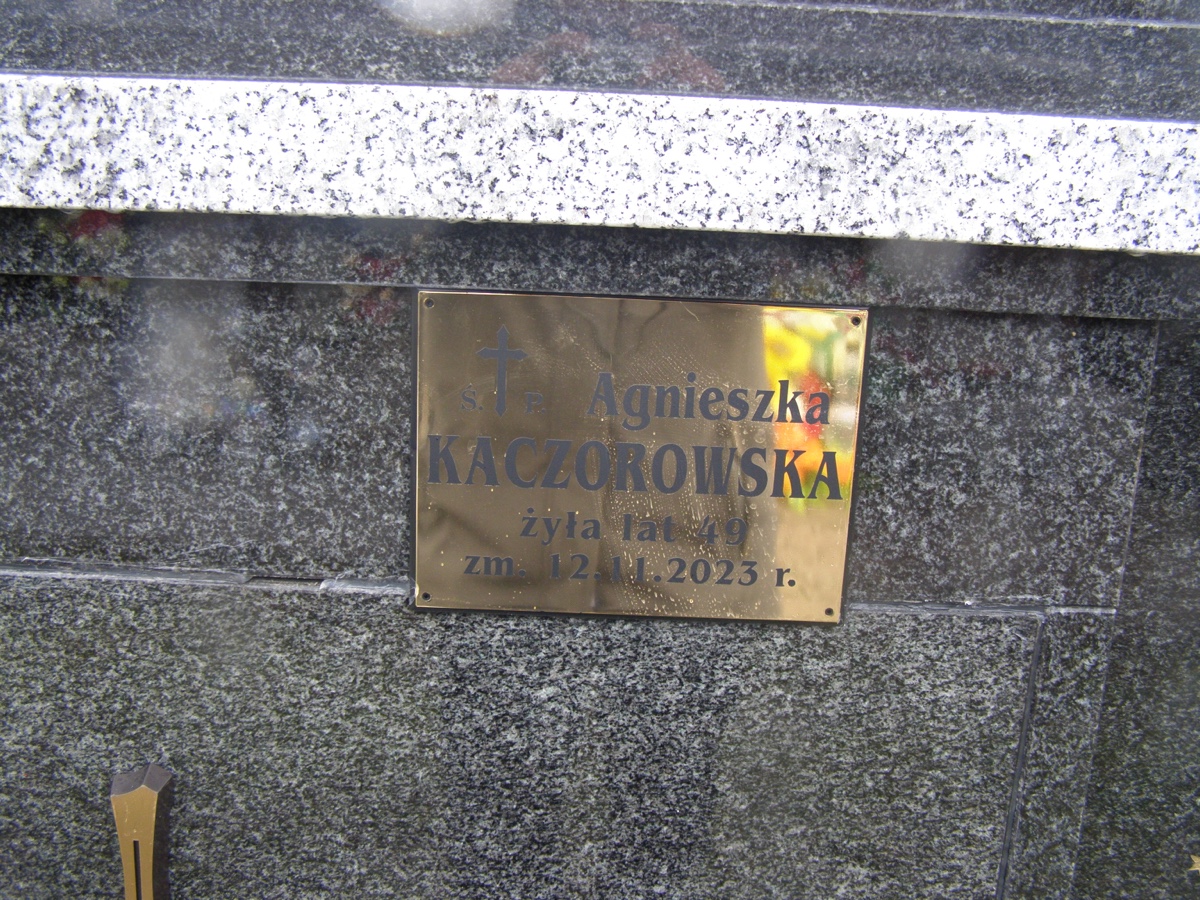 Ś. P. Agnieszka
KACZOROWSKA
żyła lat 49
zm. 12.11.2023 r.